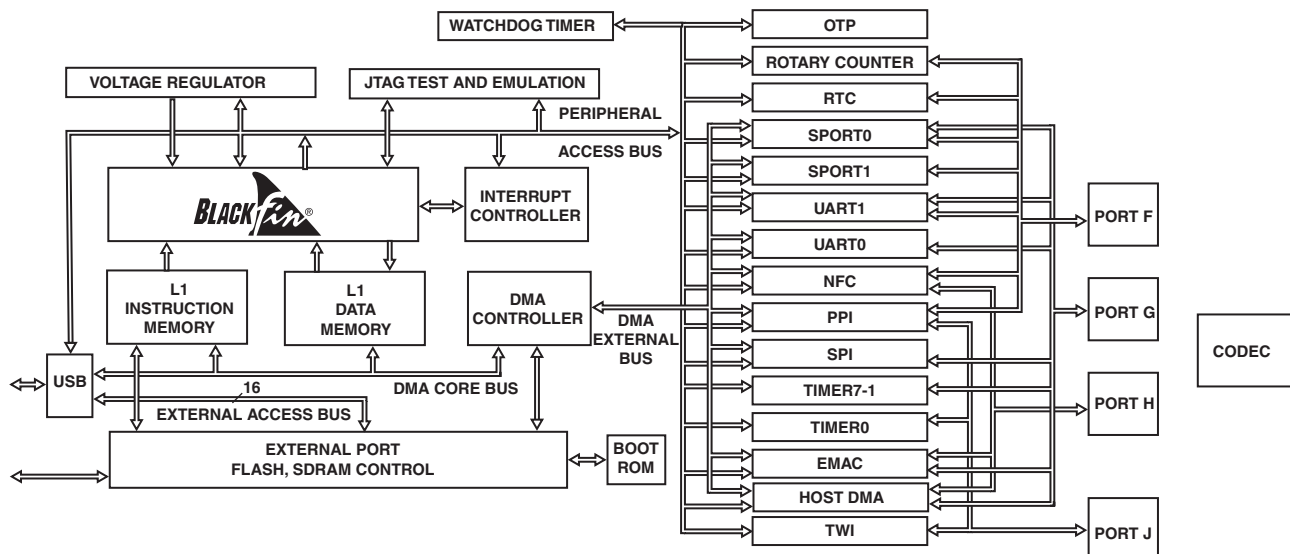 WATCHDOG TIMER
OTP
VOLTAGE REGULATOR
JTAG TEST AND EMULATION
ROTARY COUNTER
PERIPHERAL
ACCESS BUS
RTC
SPORT0
SPORT1
BLACKfin®
INTERRUPT
CONTROLLER
UART1
UART0
PORT F
L1
INSTRUCTION
MEMORY
L1
DATA
MEMORY
DMA
CONTROLLER
NFC
DMA
EXTERNAL
BUS
PPI
PORT G
SPI
CODEC
USB
DMA CORE BUS
16
EXTERNAL ACCESS BUS
TIMER7-1
PORT H
TIMER0
EXTERNAL PORT
FLASH, SDRAM CONTROL
BOOT
ROM
EMAC
HOST DMA
TWI
PORT J